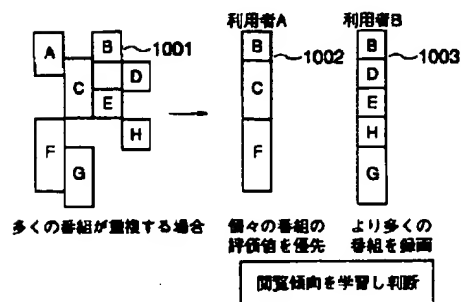 利用者A 利用者B
A
B
1001
C
D
E
F
G
H
B
1002
C
F
B
1003
D
E
H
G
多くの番組が重複する場合
個々の番組の
評価値を優先
より多くの
番組を録画
閲覧傾向を学習し判断